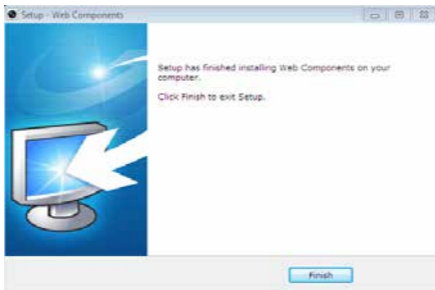 Setup - Web Components
Setup has finished installing Web Components on your
computer.
Click Finish to exit Setup.
Finish